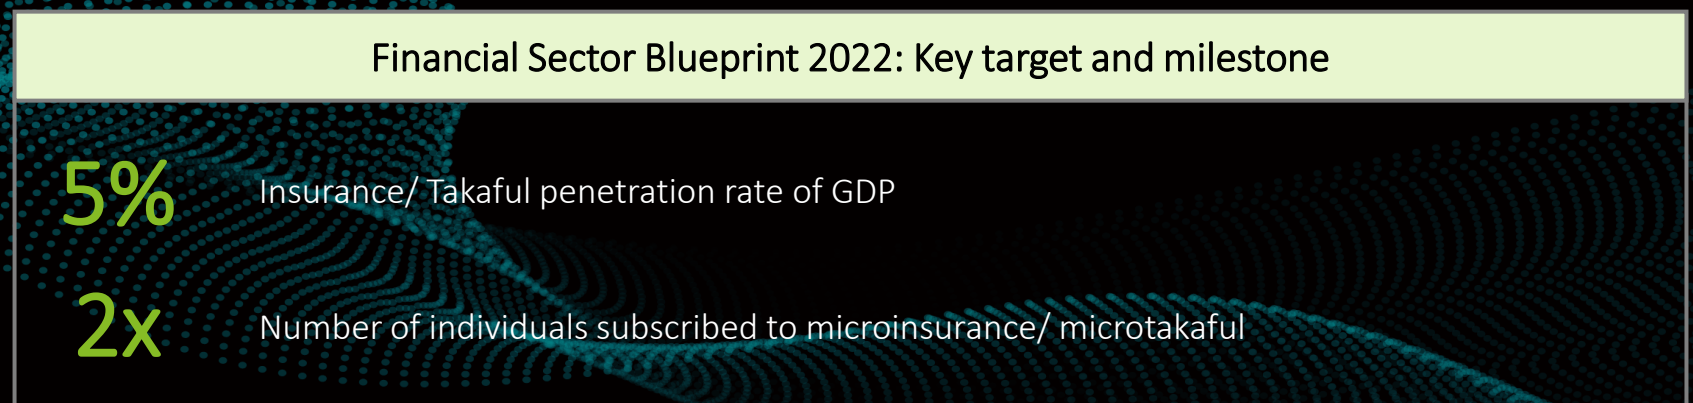 Financial Sector Blueprint 2022: Key target and milestone
5% Insurance/ Takaful penetration rate of GDP
2x Number of individuals subscribed to microinsurance/ microtakaful